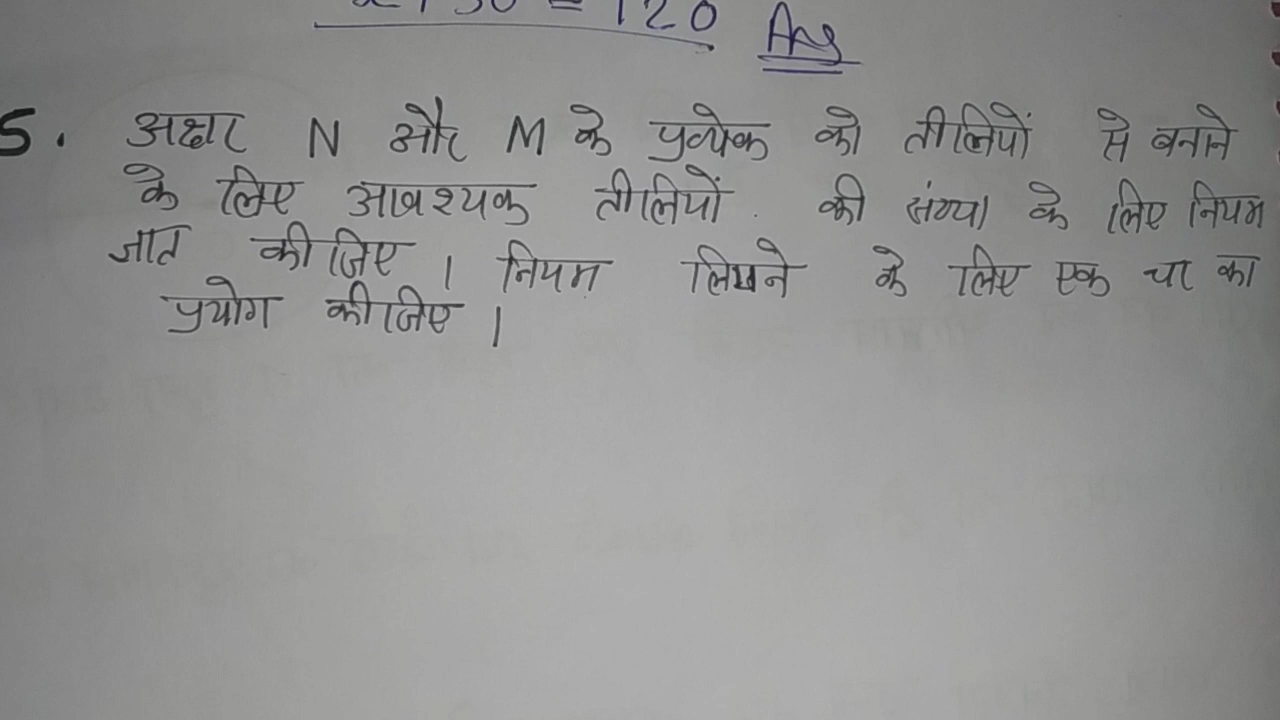 = 120 Ans
5. अक्षर N और M के प्रत्येक को तीलियों से बनाने
के लिए आवश्यक तीलियों की संख्या के लिए नियम
ज्ञात कीजिए । नियम लिखने के लिए एक चर का
प्रयोग कीजिए ।